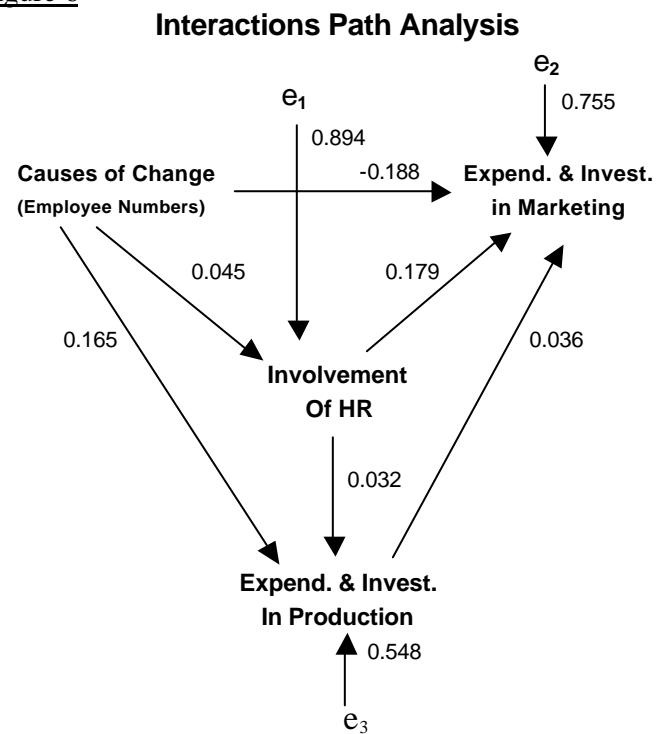 Interactions Path Analysis
e2
0.755
e1
0.894
Causes of Change
(Employee Numbers)
-0.188
Expend. & Invest.
in Marketing
0.045
0.179
0.165
0.036
Involvement
Of HR
0.032
Expend. & Invest.
In Production
0.548
e3